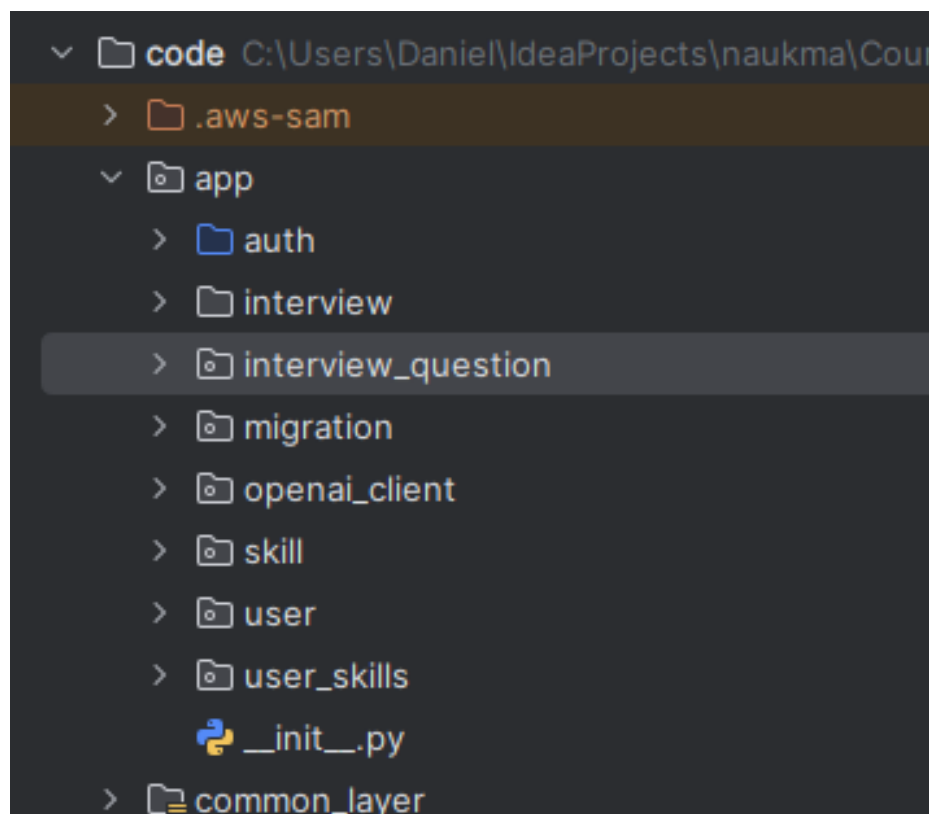 code C:\Users\Daniel\IdeaProjects\naukma\Cour
.aws-sam
app
auth
interview
interview_question
migration
openai_client
skill
user
user_skills
__init__.py
common_layer